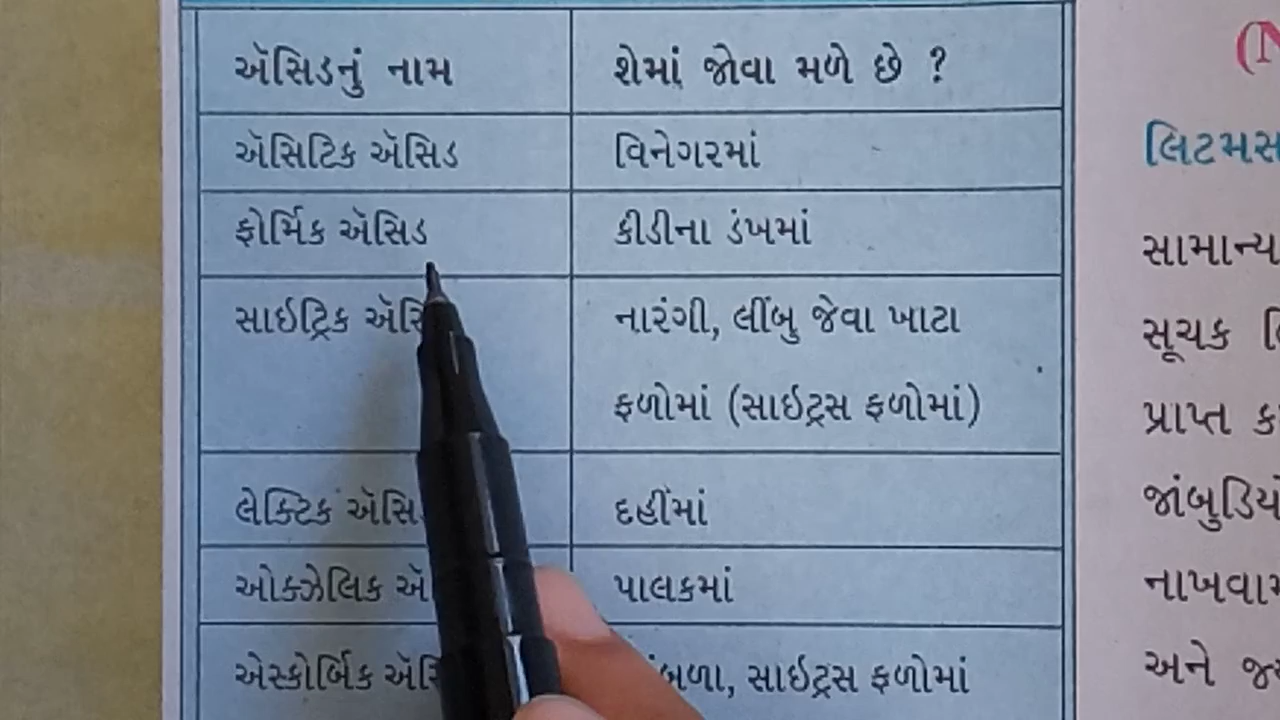 ઍસિડનું નામ શેમાં જોવા મળે છે ?
ઍસિટિક ઍસિડ વિનેગરમાં
ફોર્મિક ઍસિડ કીડીના ડંખમાં
સાઇટ્રિક નારંગી, લીંબુ જેવા ખાટા
ફળોમાં (સાઇટ્રસ ફળોમાં)
લેક્ટિક દહીંમાં
ઓક્ઝેલિક પાલકમાં
એસ્કોર્બિક સાઇટ્રસ ફળોમાં
લિટમસ
સામાન્ય
સૂચક
પ્રાપ્ત
અને